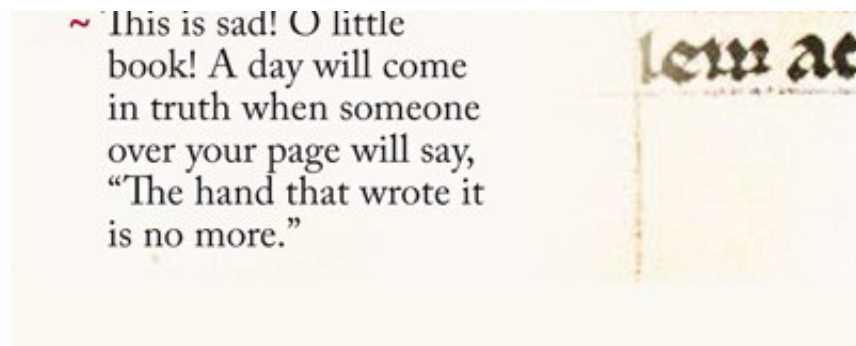 ~ This is sad! O little
book! A day will come
in truth when someone
over your page will say,
“The hand that wrote it
is no more.”